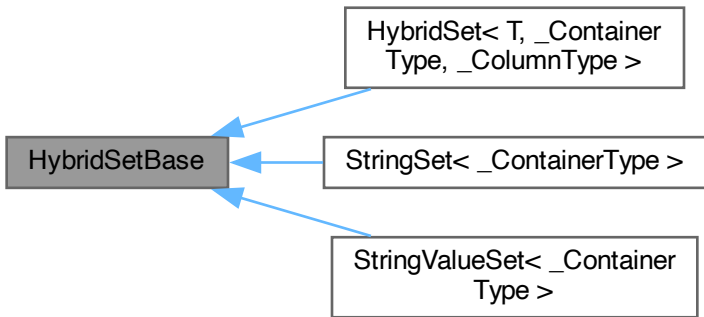 HybridSet< T, _Container
Type, _ColumnType >
HybridSetBase
StringSet< _ContainerType >
StringValueSet< _Container
Type >